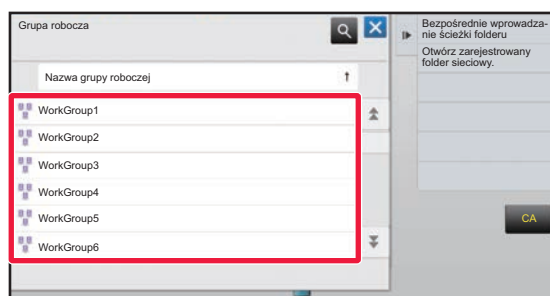 Grupa robocza
Nazwa grupy roboczej
WorkGroup1
WorkGroup2
WorkGroup3
WorkGroup4
WorkGroup5
WorkGroup6
Bezpośrednie wprowadza-
nie ścieżki folderu
Otwórz zarejestrowany
folder sieciowy.
CA